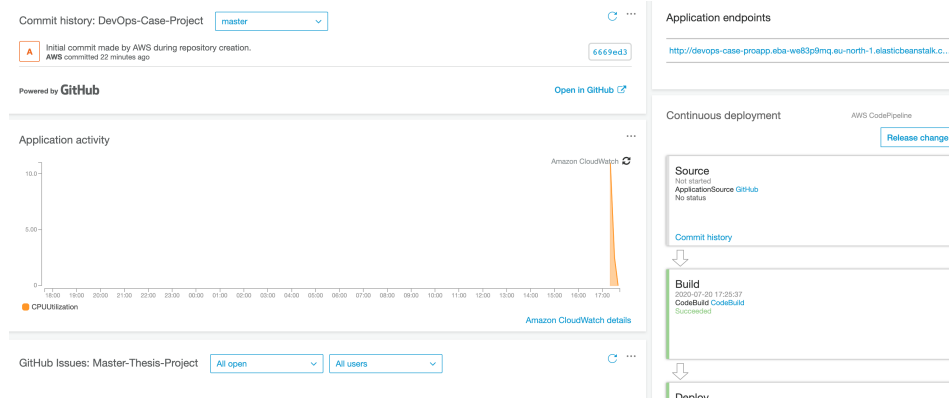 Commit history: DevOps-Case-Project
master
A
Initial commit made by AWS during repository creation.
AWS committed 22 minutes ago
6669ed3
Powered by GitHub
Open in GitHub
Application activity
Amazon CloudWatch
10.0
5.00
0
18:00 19:00 20:00 21:00 22:00 23:00 00:00 01:00 02:00 03:00 04:00 05:00 06:00 07:00 08:00 09:00 10:00 11:00 12:00 13:00 14:00 15:00 16:00 17:00
CPUUtilization
Amazon CloudWatch details
GitHub Issues: Master-Thesis-Project
All open
All users
Application endpoints
http://devops-case-proapp.eba-we83p9mq.eu-north-1.elasticbeanstalk.c...
Continuous deployment
AWS CodePipeline
Release change
Source
Not started
ApplicationSource GitHub
No status
Commit history
Build
2020-07-20 17:25:37
CodeBuild CodeBuild
Succeeded
Deploy